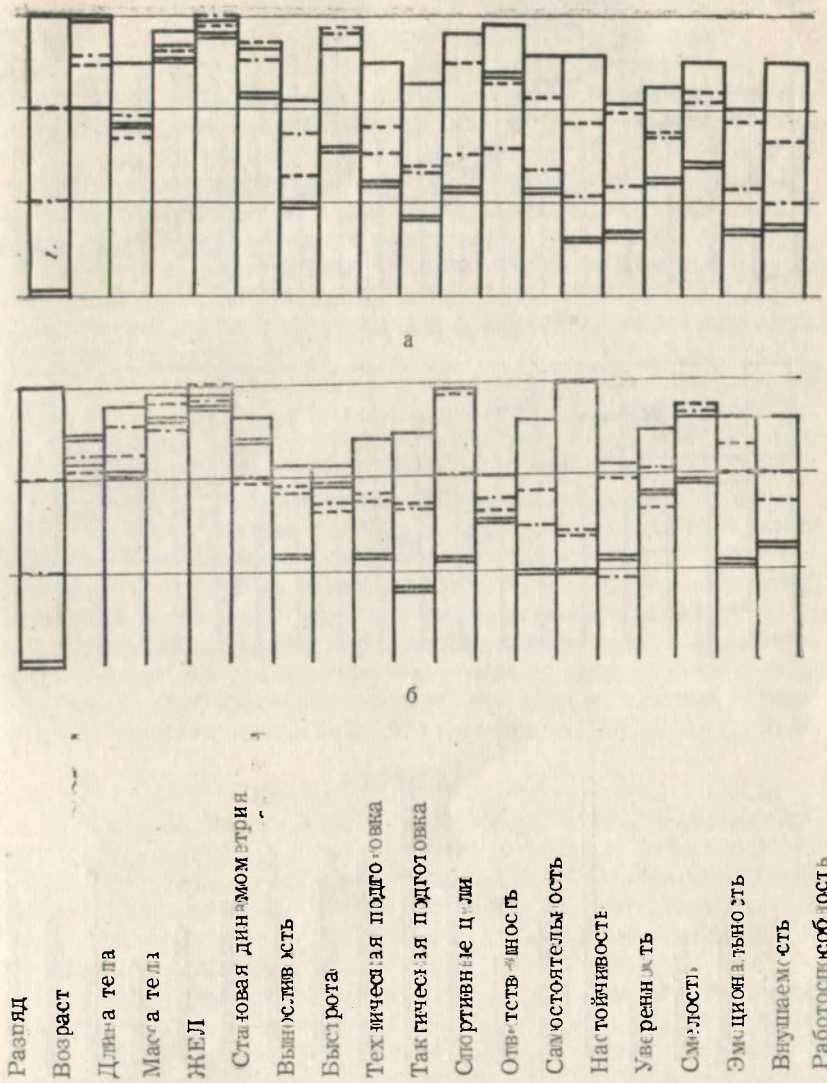 а
б
Разряд
Возраст
Длина тела
Масса тела
ЖЕЛ
Становая динамометрия
Выносливость
Быстрота
Техническая подготовка
Тактическая подготовка
Спортивные цели
Ответственность
Самостоятельность
Настойчивость
Уверенность
Смелость
Эмоциональность
Внушаемость
Работоспособность